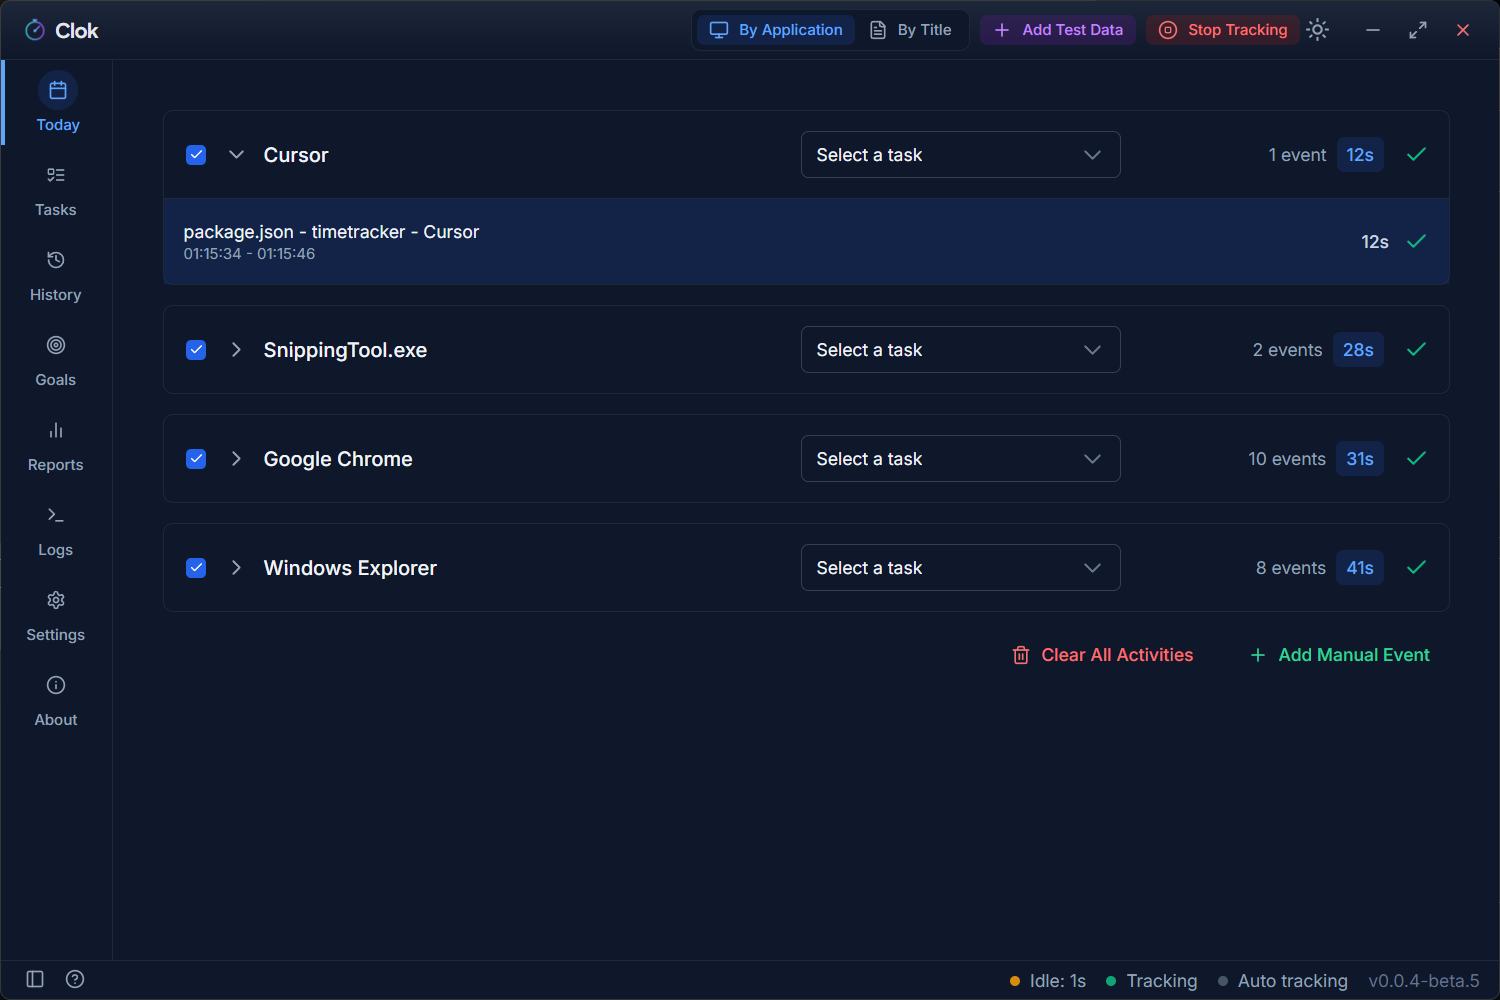 Clok
By Application
By Title
Add Test Data
Stop Tracking
Today
Tasks
History
Goals
Reports
Logs
Settings
About
Cursor
Select a task
1 event
12s
package.json - timetracker - Cursor
01:15:34 - 01:15:46
12s
SnippingTool.exe
Select a task
2 events
28s
Google Chrome
Select a task
10 events
31s
Windows Explorer
Select a task
8 events
41s
Clear All Activities
Add Manual Event
Idle: 1s
Tracking
Auto tracking
v0.0.4-beta.5